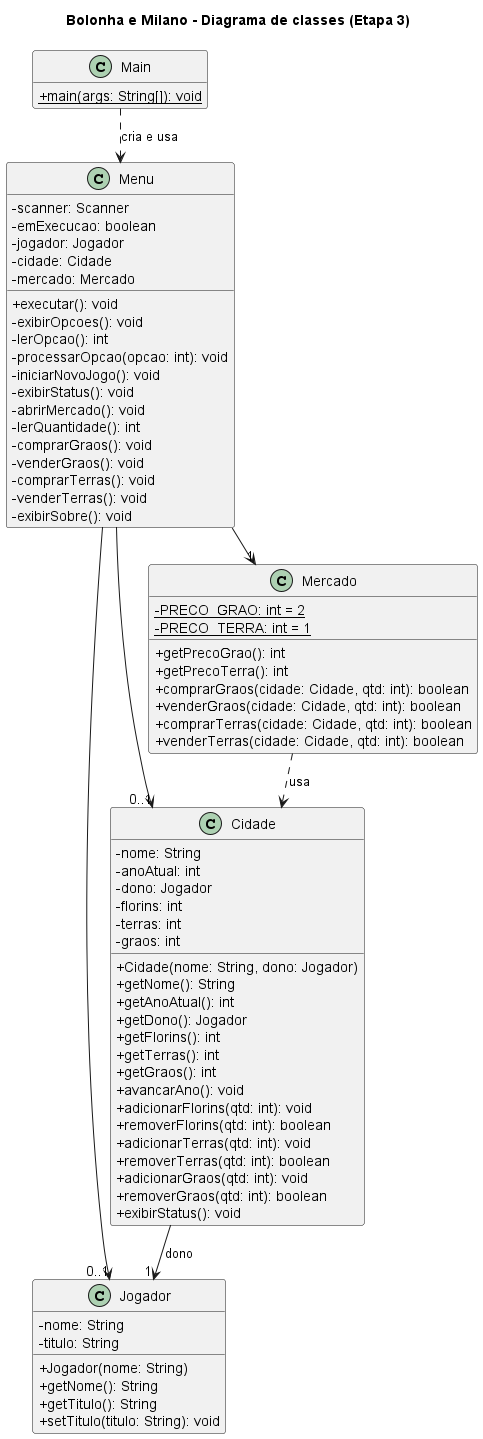 Bolonha e Milano - Diagrama de classes (Etapa 3)
C Main
+main(args: String[]): void
cria e usa
C Menu
-scanner: Scanner
-emExecucao: boolean
-jogador: Jogador
-cidade: Cidade
-mercado: Mercado
+executar(): void
-exibirOpcoes(): void
-lerOpcao(): int
-processarOpcao(opcao: int): void
-iniciarNovoJogo(): void
-exibirStatus(): void
-abrirMercado(): void
-lerQuantidade(): int
-comprarGraos(): void
-venderGraos(): void
-comprarTerras(): void
-venderTerras(): void
-exibirSobre(): void
1
C Mercado
-PRECO_GRAO: int = 2
-PRECO_TERRA: int = 1
+getPrecoGrao(): int
+getPrecoTerra(): int
+comprarGraos(cidade: Cidade, qtd: int): boolean
+venderGraos(cidade: Cidade, qtd: int): boolean
+comprarTerras(cidade: Cidade, qtd: int): boolean
+venderTerras(cidade: Cidade, qtd: int): boolean
usa
0..1
C Cidade
-nome: String
-anoAtual: int
-dono: Jogador
-florins: int
-terras: int
-graos: int
+Cidade(nome: String, dono: Jogador)
+getNome(): String
+getAnoAtual(): int
+getDono(): Jogador
+getFlorins(): int
+getTerras(): int
+getGraos(): int
+avancarAno(): void
+adicionarFlorins(qtd: int): void
+removerFlorins(qtd: int): boolean
+adicionarTerras(qtd: int): void
+removerTerras(qtd: int): boolean
+adicionarGraos(qtd: int): void
+removerGraos(qtd: int): boolean
+exibirStatus(): void
dono
0..1 1
C Jogador
-nome: String
-titulo: String
+Jogador(nome: String)
+getNome(): String
+getTitulo(): String
+setTitulo(titulo: String): void